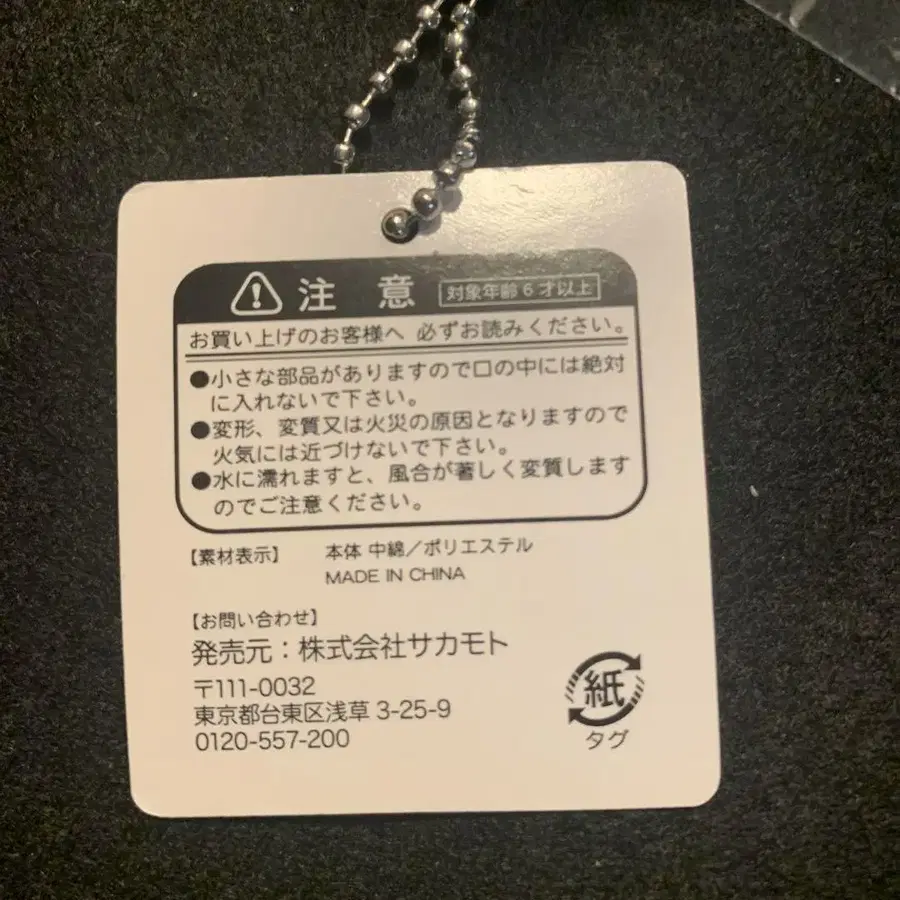 注意 対象年齢6才以上
お買い上げのお客様へ 必ずお読みください。
●小さな部品がありますので口の中には絶対
に入れないで下さい。
●変形、変質又は火災の原因となりますので
火気には近づけないで下さい。
●水に濡れますと、風合が著しく変質します
のでご注意ください。
【素材表示】 本体 中綿／ポリエステル
MADE IN CHINA
【お問い合わせ】
発売元：株式会社サカモト
〒111-0032
東京都台東区浅草 3-25-9
0120-557-200
紙
タグ